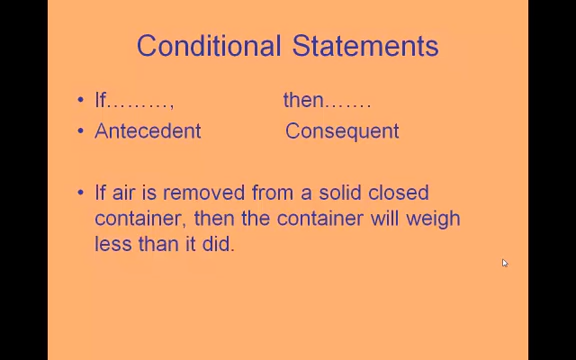 Conditional Statements
• If………, then…….
• Antecedent Consequent
• If air is removed from a solid closed
container, then the container will weigh
less than it did.